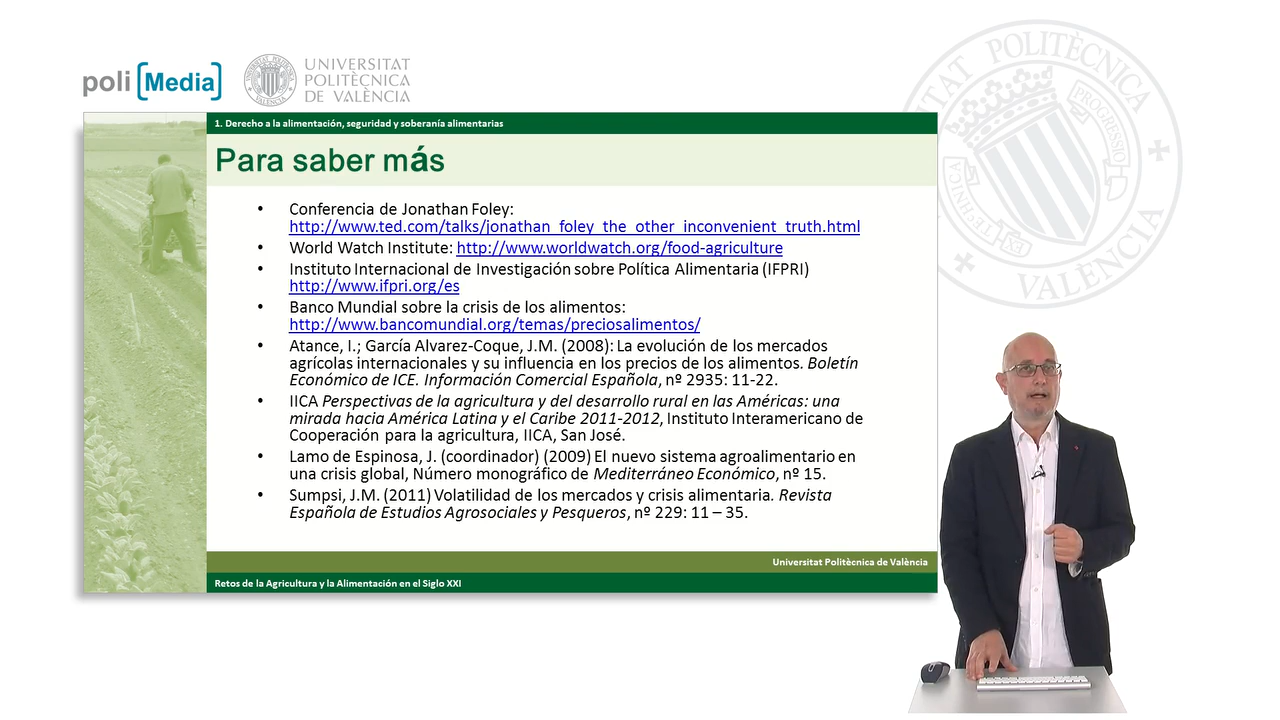 poli [Media]
UNIVERSITAT
POLITÈCNICA
DE VALÈNCIA
1. Derecho a la alimentación, seguridad y soberanía alimentarias
Para saber más
• Conferencia de Jonathan Foley:
http://www.ted.com/talks/jonathan_foley_the_other_inconvenient_truth.html
• World Watch Institute: http://www.worldwatch.org/food-agriculture
• Instituto Internacional de Investigación sobre Política Alimentaria (IFPRI)
http://www.ifpri.org/es
• Banco Mundial sobre la crisis de los alimentos:
http://www.bancomundial.org/temas/preciosalimentos/
• Atance, I.; García Alvarez-Coque, J.M. (2008): La evolución de los mercados
agrícolas internacionales y su influencia en los precios de los alimentos. Boletín
Económico de ICE. Información Comercial Española, nº 2935: 11-22.
• IICA Perspectivas de la agricultura y del desarrollo rural en las Américas: una
mirada hacia América Latina y el Caribe 2011-2012, Instituto Interamericano de
Cooperación para la agricultura, IICA, San José.
• Lamo de Espinosa, J. (coordinador) (2009) El nuevo sistema agroalimentario en
una crisis global, Número monográfico de Mediterráneo Económico, nº 15.
• Sumpsi, J.M. (2011) Volatilidad de los mercados y crisis alimentaria. Revista
Española de Estudios Agrosociales y Pesqueros, nº 229: 11 – 35.
Universitat Politècnica de València
Retos de la Agricultura y la Alimentación en el Siglo XXI
POLITÈCNICA
PROGRESSIO
VALÈNCIA